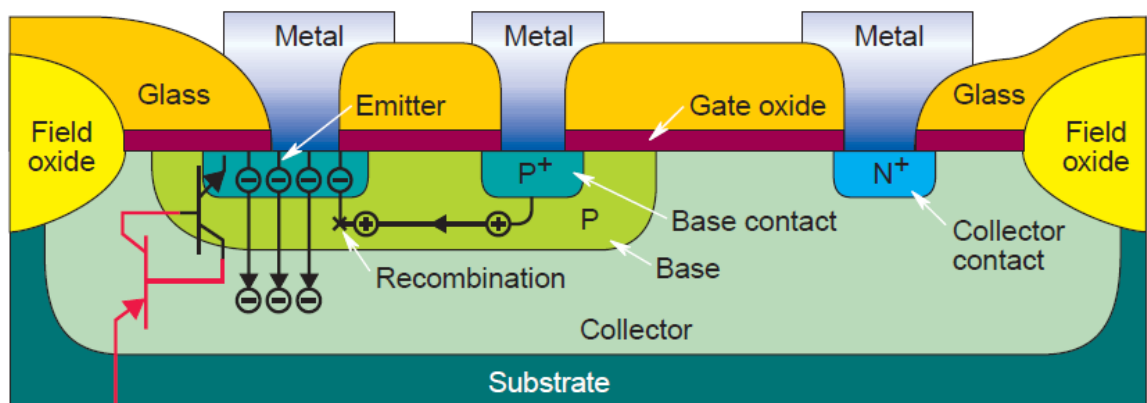 Metal
Metal
Metal
Glass
Emitter
Gate oxide
Glass
Field
oxide
Field
oxide
P+
N+
P
Base contact
Collector
contact
Recombination
Base
Collector
Substrate